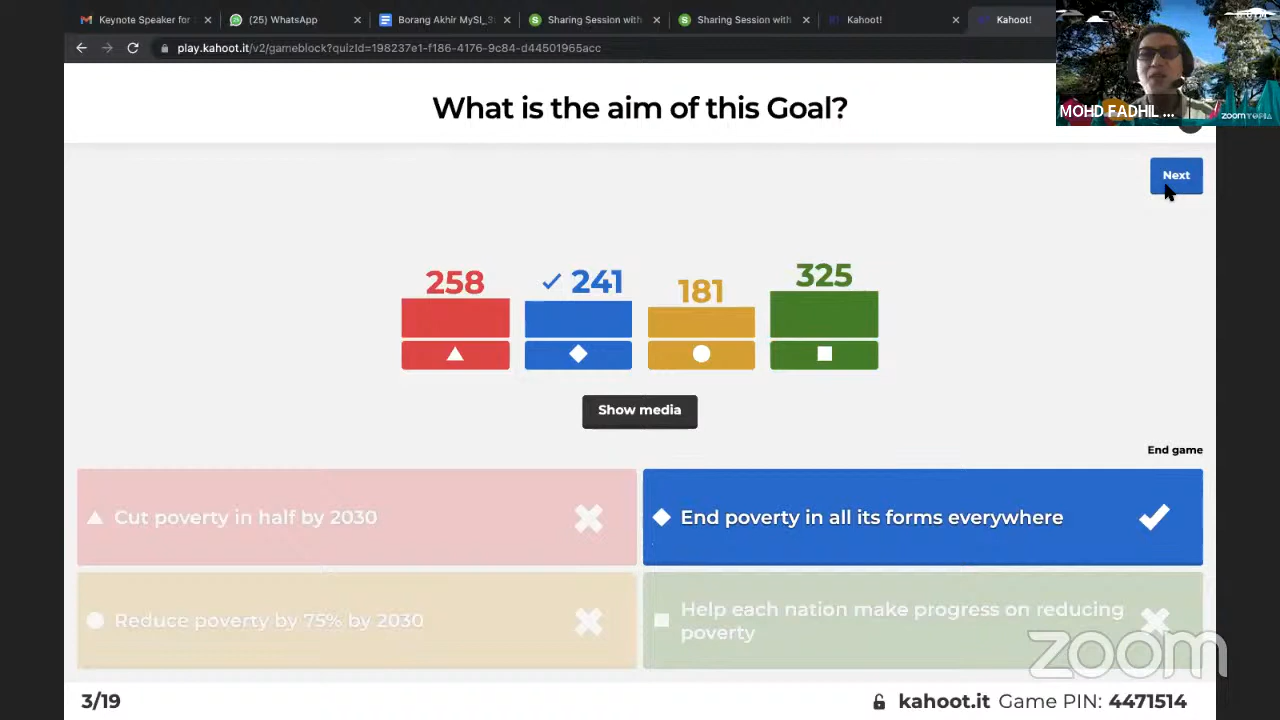 Keynote Speaker for
(25) WhatsApp
Borang Akhir MySI_3
Sharing Session with
Sharing Session with
Kahoot!
Kahoot!
play.kahoot.it/v2/gameblock?quizId=198237e1-f186-4176-9c84-d44501965acc
MOHD FADHIL ...
zoomTOPIA
What is the aim of this Goal?
Next
258
241
181
325
Show media
End game
Cut poverty in half by 2030
End poverty in all its forms everywhere
Reduce poverty by 75% by 2030
Help each nation make progress on reducing
poverty
zoom
3/19
kahoot.it Game PIN: 4471514